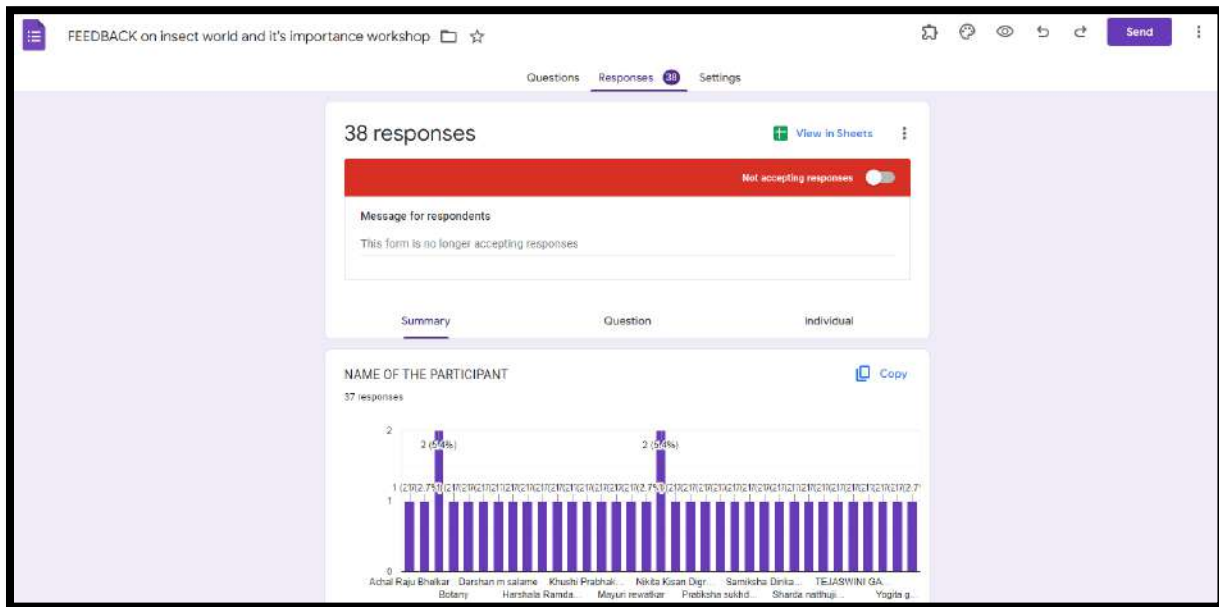 FEEDBACK on insect world and it's importance workshop
Send
Questions Responses 38 Settings
38 responses
View in Sheets
Not accepting responses
Message for respondents
This form is no longer accepting responses
Summary Question Individual
NAME OF THE PARTICIPANT
Copy
37 responses
2
2 (5.4%) 2 (5.4%)
1
0
Achal Raju Bhalkar Darshan m salame Khushi Prabhak... Nikita Kisan Digr... Samiksha Dinka... TEJASWINI GA...
Botany Harshala Ramda... Mayuri rewatkar Pratiksha sukhd... Sharda natthuji... Yogita g...